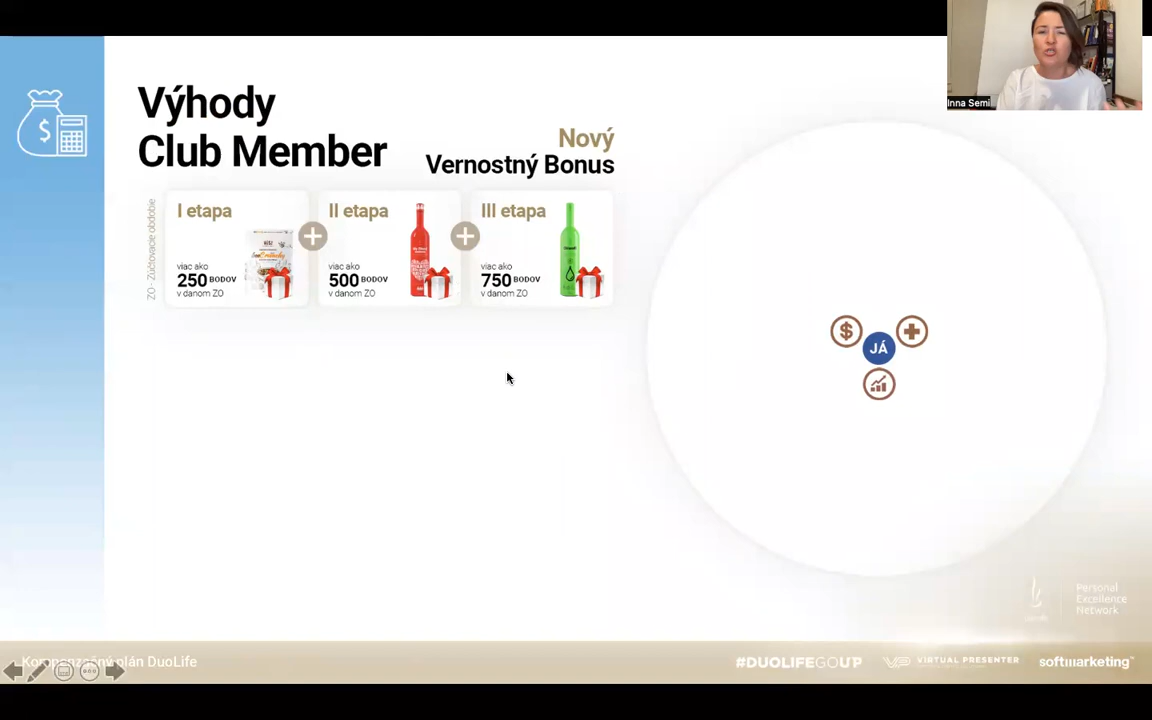 Inna Semi
$
Výhody
Club Member
Nový
Vernostný Bonus
ZO - Zúčtovacie obdobie
I etapa
viac ako
250 BODOV
v danom ZO
II etapa
viac ako
500 BODOV
v danom ZO
III etapa
viac ako
750 BODOV
v danom ZO
$
JÁ
Personal
Excellence
Network
Kompenzačný plán DuoLife
#DUOLIFEGOUP
VP VIRTUAL PRESENTER
softmarketing